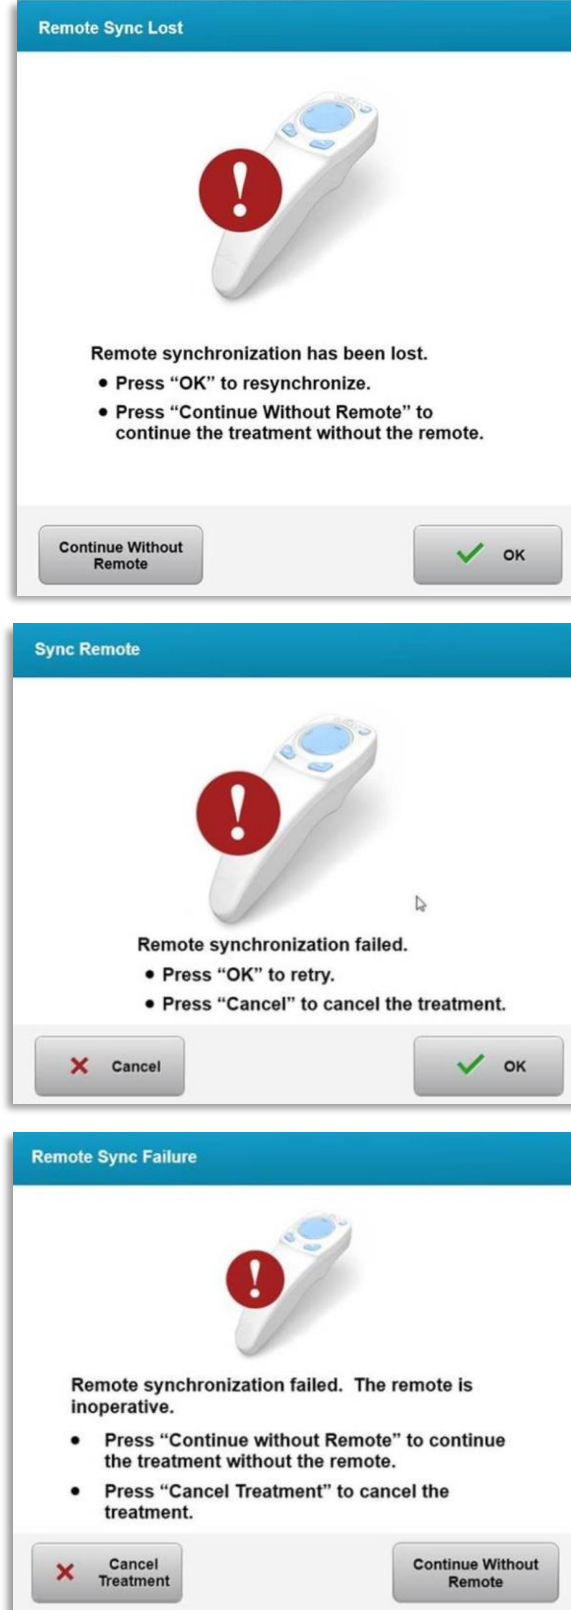 Remote Sync Lost
Remote synchronization has been lost.
• Press “OK” to resynchronize.
• Press “Continue Without Remote” to
continue the treatment without the remote.
Continue Without
Remote
OK
Sync Remote
Remote synchronization failed.
• Press “OK” to retry.
• Press “Cancel” to cancel the treatment.
Cancel
OK
Remote Sync Failure
Remote synchronization failed.  The remote is
inoperative.
• Press “Continue without Remote” to continue
the treatment without the remote.
• Press “Cancel Treatment” to cancel the
treatment.
Cancel
Treatment
Continue Without
Remote